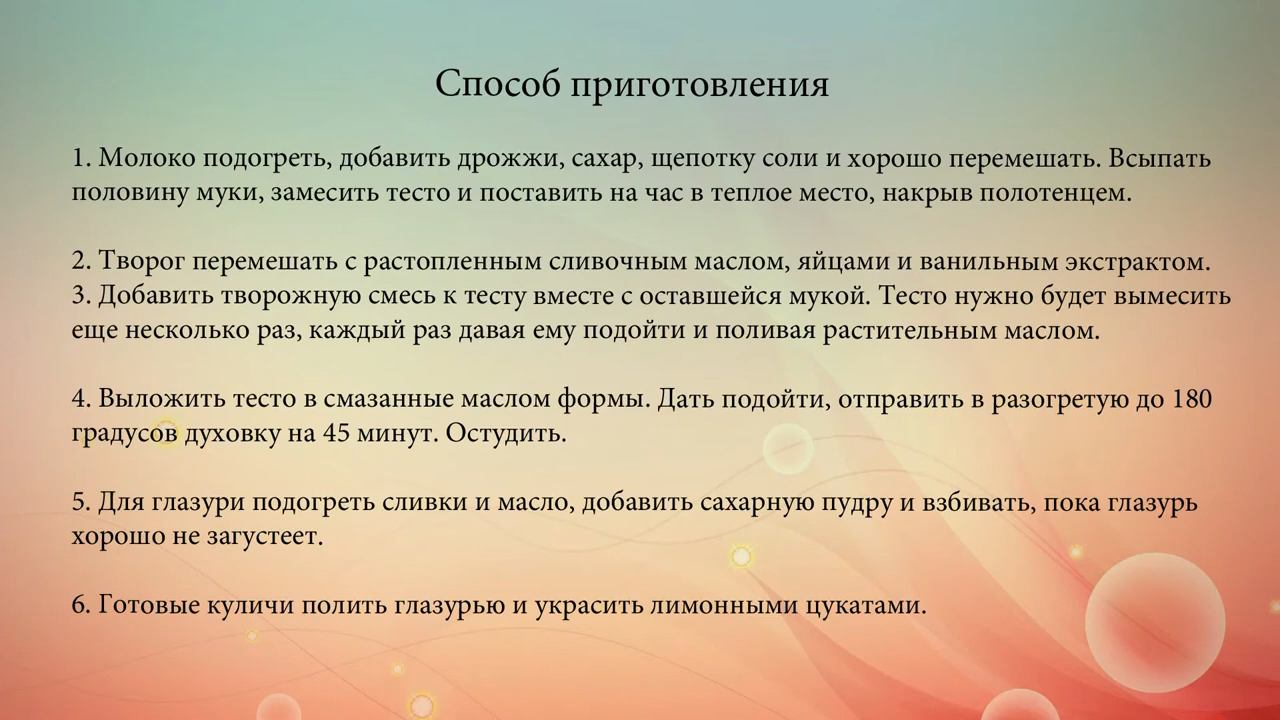 Способ приготовления
1. Молоко подогреть, добавить дрожжи, сахар, щепотку соли и хорошо перемешать. Всыпать
половину муки, замесить тесто и поставить на час в теплое место, накрыв полотенцем.
2. Творог перемешать с растопленным сливочным маслом, яйцами и ванильным экстрактом.
3. Добавить творожную смесь к тесту вместе с оставшейся мукой. Тесто нужно будет вымесить
еще несколько раз, каждый раз давая ему подойти и поливая растительным маслом.
4. Выложить тесто в смазанные маслом формы. Дать подойти, отправить в разогретую до 180
градусов духовку на 45 минут. Остудить.
5. Для глазури подогреть сливки и масло, добавить сахарную пудру и взбивать, пока глазурь
хорошо не загустеет.
6. Готовые куличи полить глазурью и украсить лимонными цукатами.